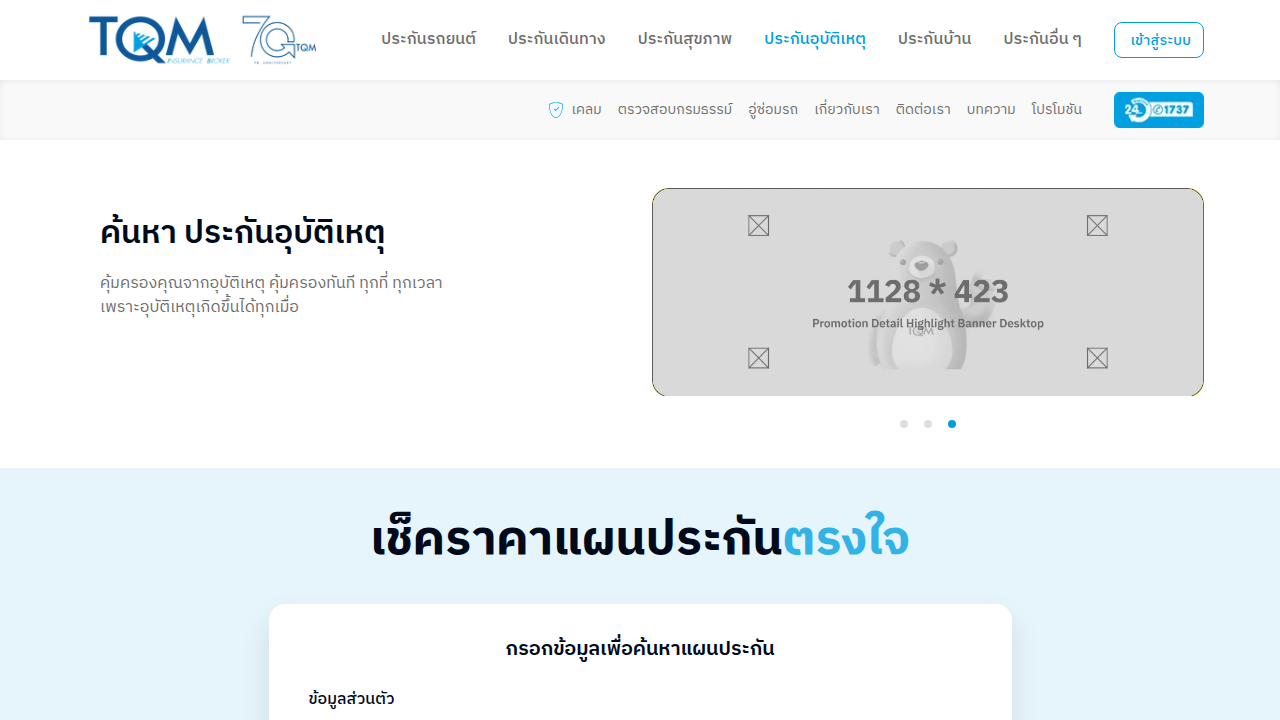 TQM
INSURANCE BROKER
TQM
70 ANNIVERSARY
ประกันรถยนต์
ประกันเดินทาง
ประกันสุขภาพ
ประกันอุบัติเหตุ
ประกันบ้าน
ประกันอื่น ๆ
เข้าสู่ระบบ
เคลม
ตรวจสอบกรมธรรม์
อู่ซ่อมรถ
เกี่ยวกับเรา
ติดต่อเรา
บทความ
โปรโมชัน
24
1737
ค้นหา ประกันอุบัติเหตุ
คุ้มครองคุณจากอุบัติเหตุ คุ้มครองทันที ทุกที่ ทุกเวลา
เพราะอุบัติเหตุเกิดขึ้นได้ทุกเมื่อ
1128 * 423
Promotion Detail Highlight Banner Desktop
TQM
เช็คราคาแผนประกันตรงใจ
กรอกข้อมูลเพื่อค้นหาแผนประกัน
ข้อมูลส่วนตัว